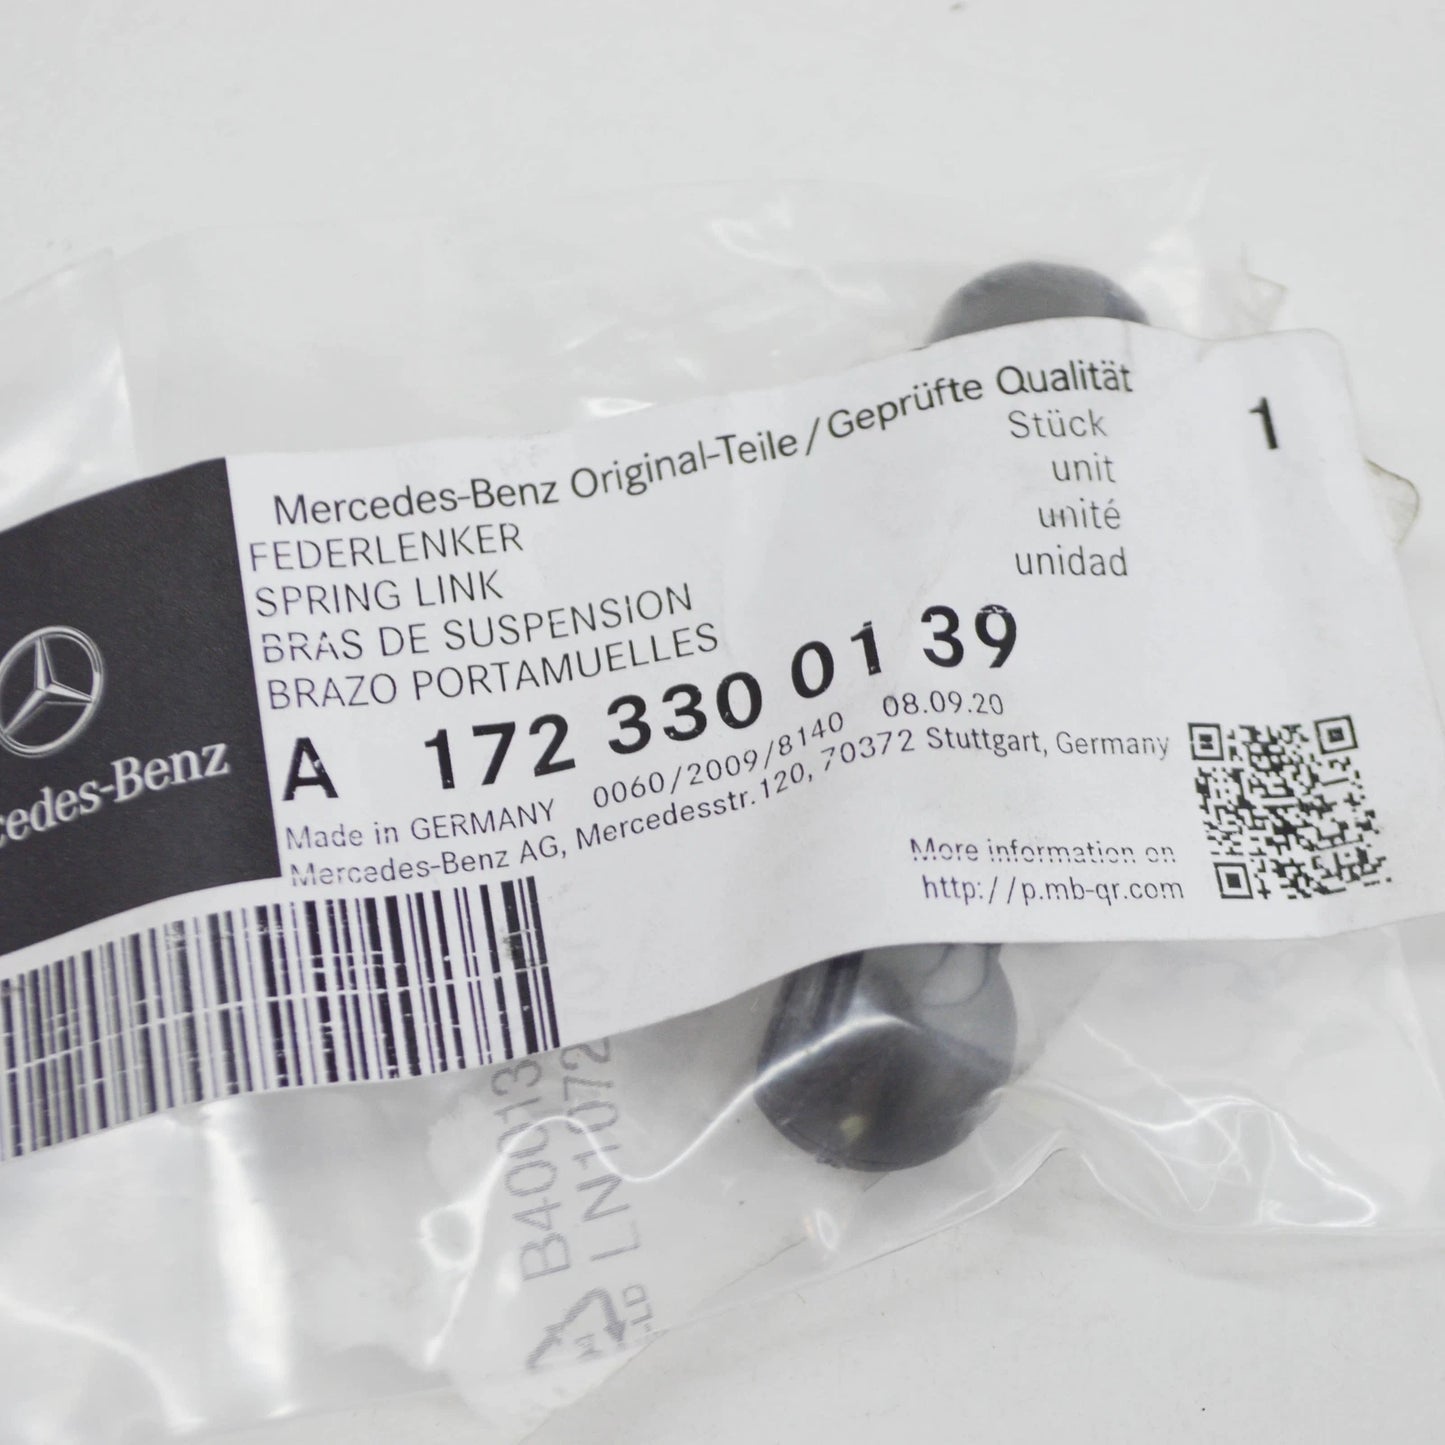 Mercedes-Benz Original-Teile/Geprüfte Qualität
FEDERLENKER
SPRING LINK
BRAS DE SUSPENSION
BRAZO PORTAMUELLES
Stück
unit
unité
unidad
1
A 172 330 01 39
Made in GERMANY 0060/2009/8140 08.09.20
Mercedes-Benz AG, Mercedesstr. 120, 70372 Stuttgart, Germany
More information on
http://p.mb-qr.com
cedes-Benz